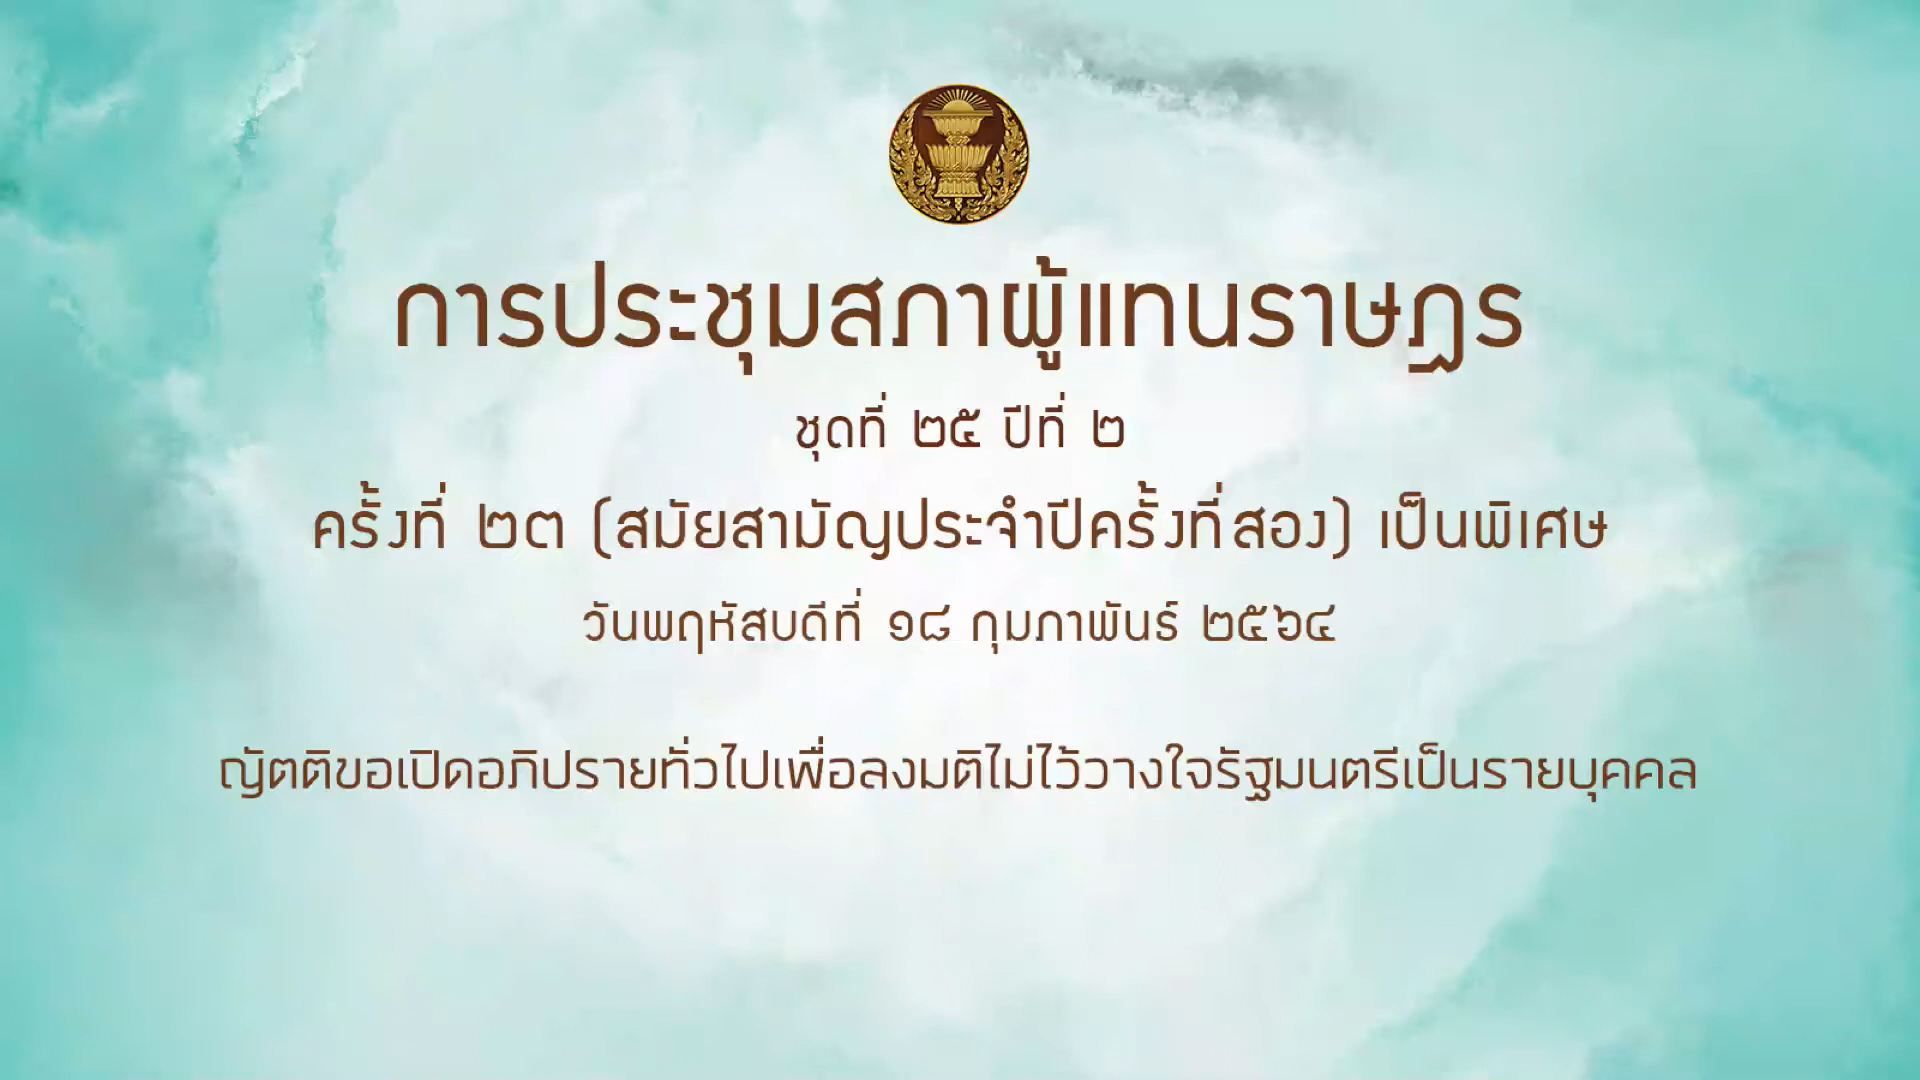 การประชุมสภาผู้แทนราษฎร
ชุดที่ ๒๕ ปีที่ ๒
ครั้งที่ ๒๓ (สมัยสามัญประจำปีครั้งที่สอง) เป็นพิเศษ
วันพฤหัสบดีที่ ๑๘ กุมภาพันธ์ ๒๕๖๔
ญัตติขอเปิดอภิปรายทั่วไปเพื่อลงมติไม่ไว้วางใจรัฐมนตรีเป็นรายบุคคล